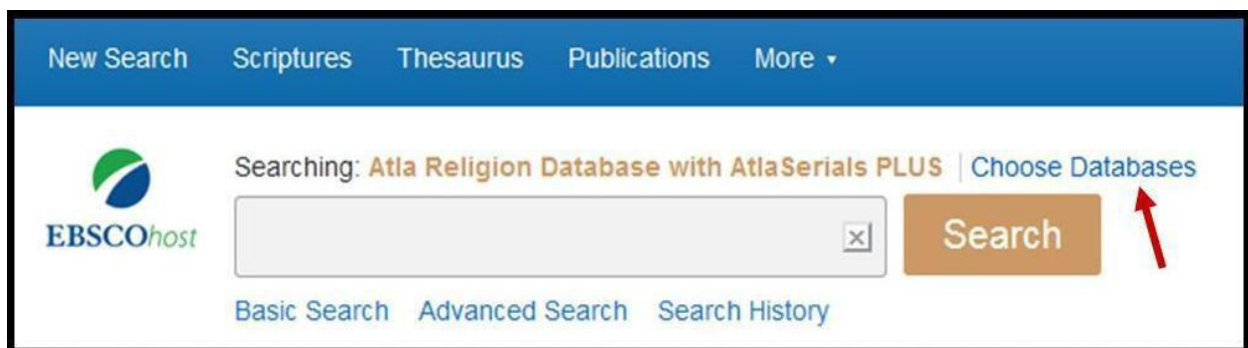 New Search Scriptures Thesaurus Publications More
Searching: Atla Religion Database with AtlaSerials PLUS | Choose Databases
EBSCOhost
Search
Basic Search Advanced Search Search History